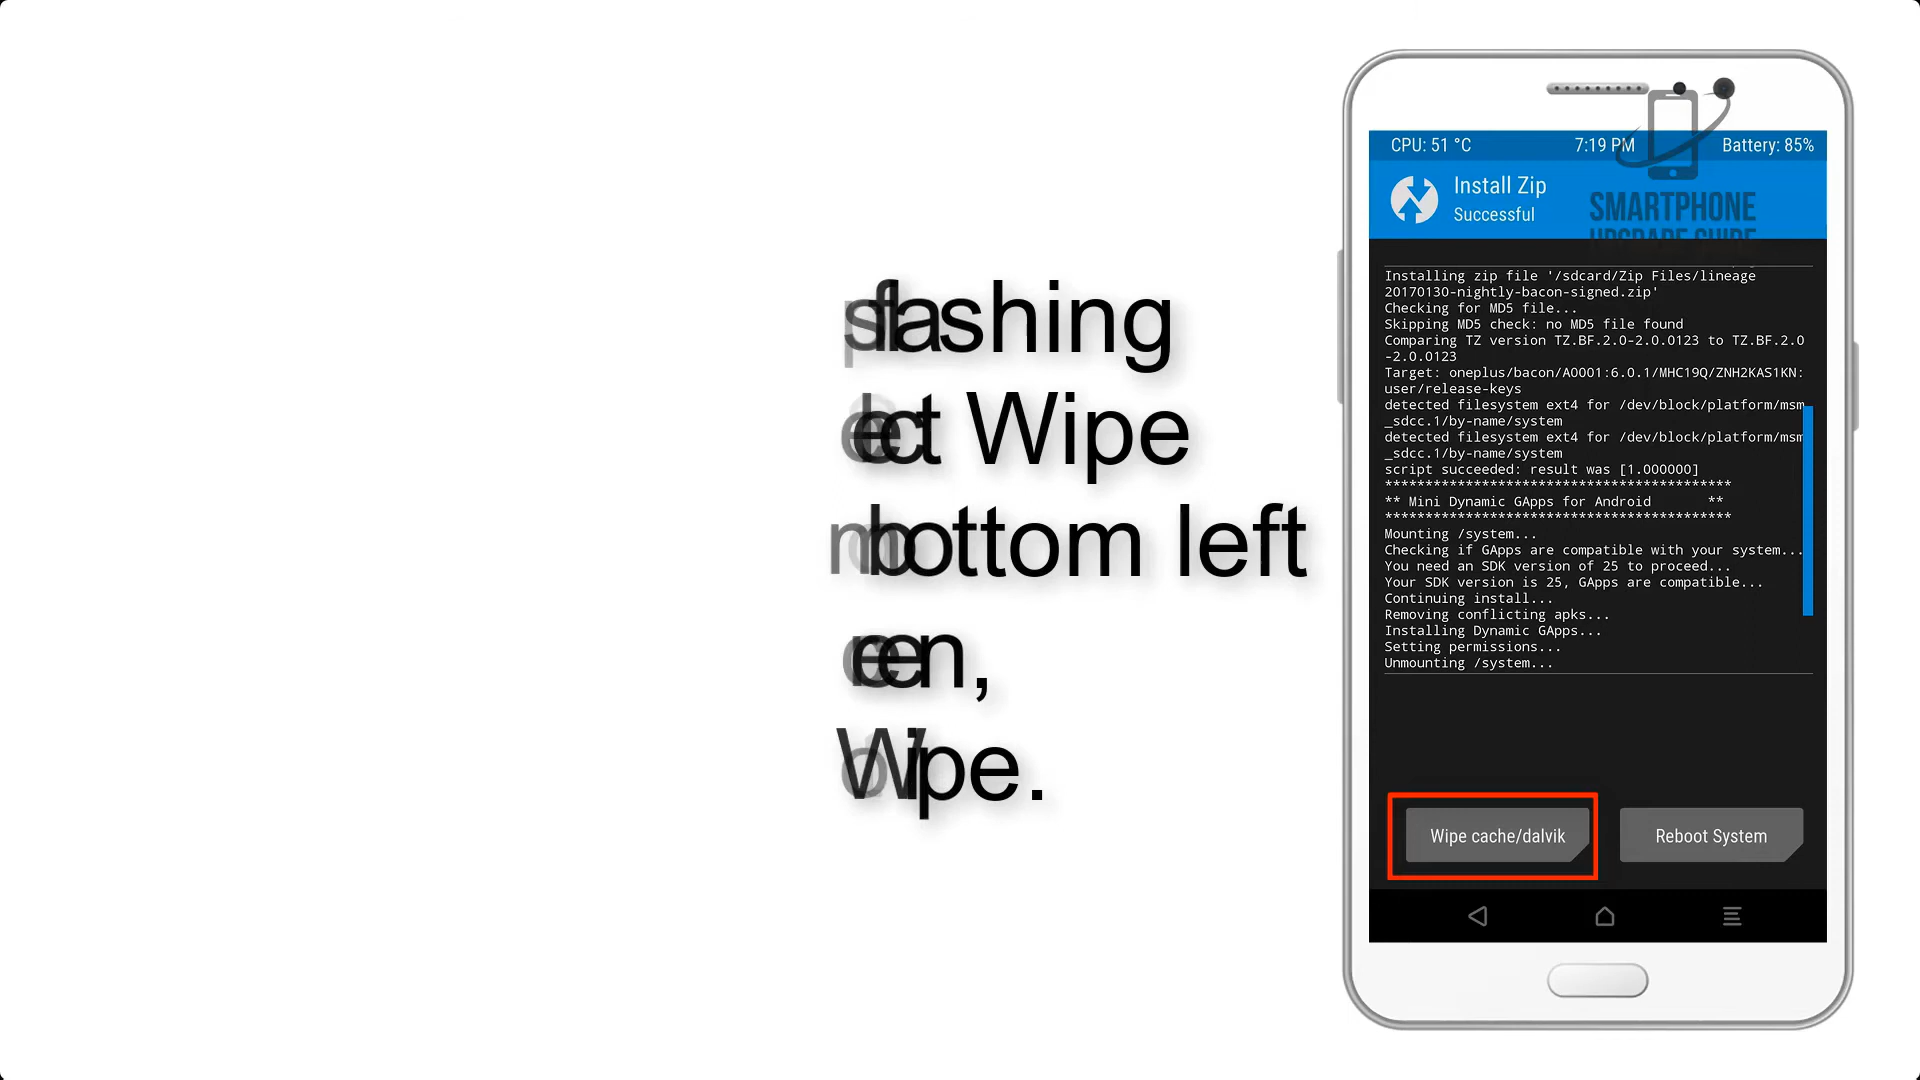 flashing
Wipe
bottom left
Wipe.
CPU: 51 °C 7:19 PM Battery: 85%
Install Zip
Successful
SMARTPHONE
UPGRADE GUIDE
Installing zip file '/sdcard/Zip Files/lineage
20170130-nightly-bacon-signed.zip'
Checking for MD5 file...
Skipping MD5 check: no MD5 file found
Comparing TZ version TZ.BF.2.0-2.0.0123 to TZ.BF.2.0
-2.0.0123
Target: oneplus/bacon/A0001:6.0.1/MHC19Q/ZNH2KAS1KN:
user/release-keys
detected filesystem ext4 for /dev/block/platform/msm
_sdcc.1/by-name/system
detected filesystem ext4 for /dev/block/platform/msm
_sdcc.1/by-name/system
script succeeded: result was [1.000000]
*******************************************
** Mini Dynamic GApps for Android **
*******************************************
Mounting /system...
Checking if GApps are compatible with your system...
You need an SDK version of 25 to proceed...
Your SDK version is 25, GApps are compatible...
Continuing install...
Removing conflicting apks...
Installing Dynamic GApps...
Setting permissions...
Unmounting /system...
Wipe cache/dalvik
Reboot System